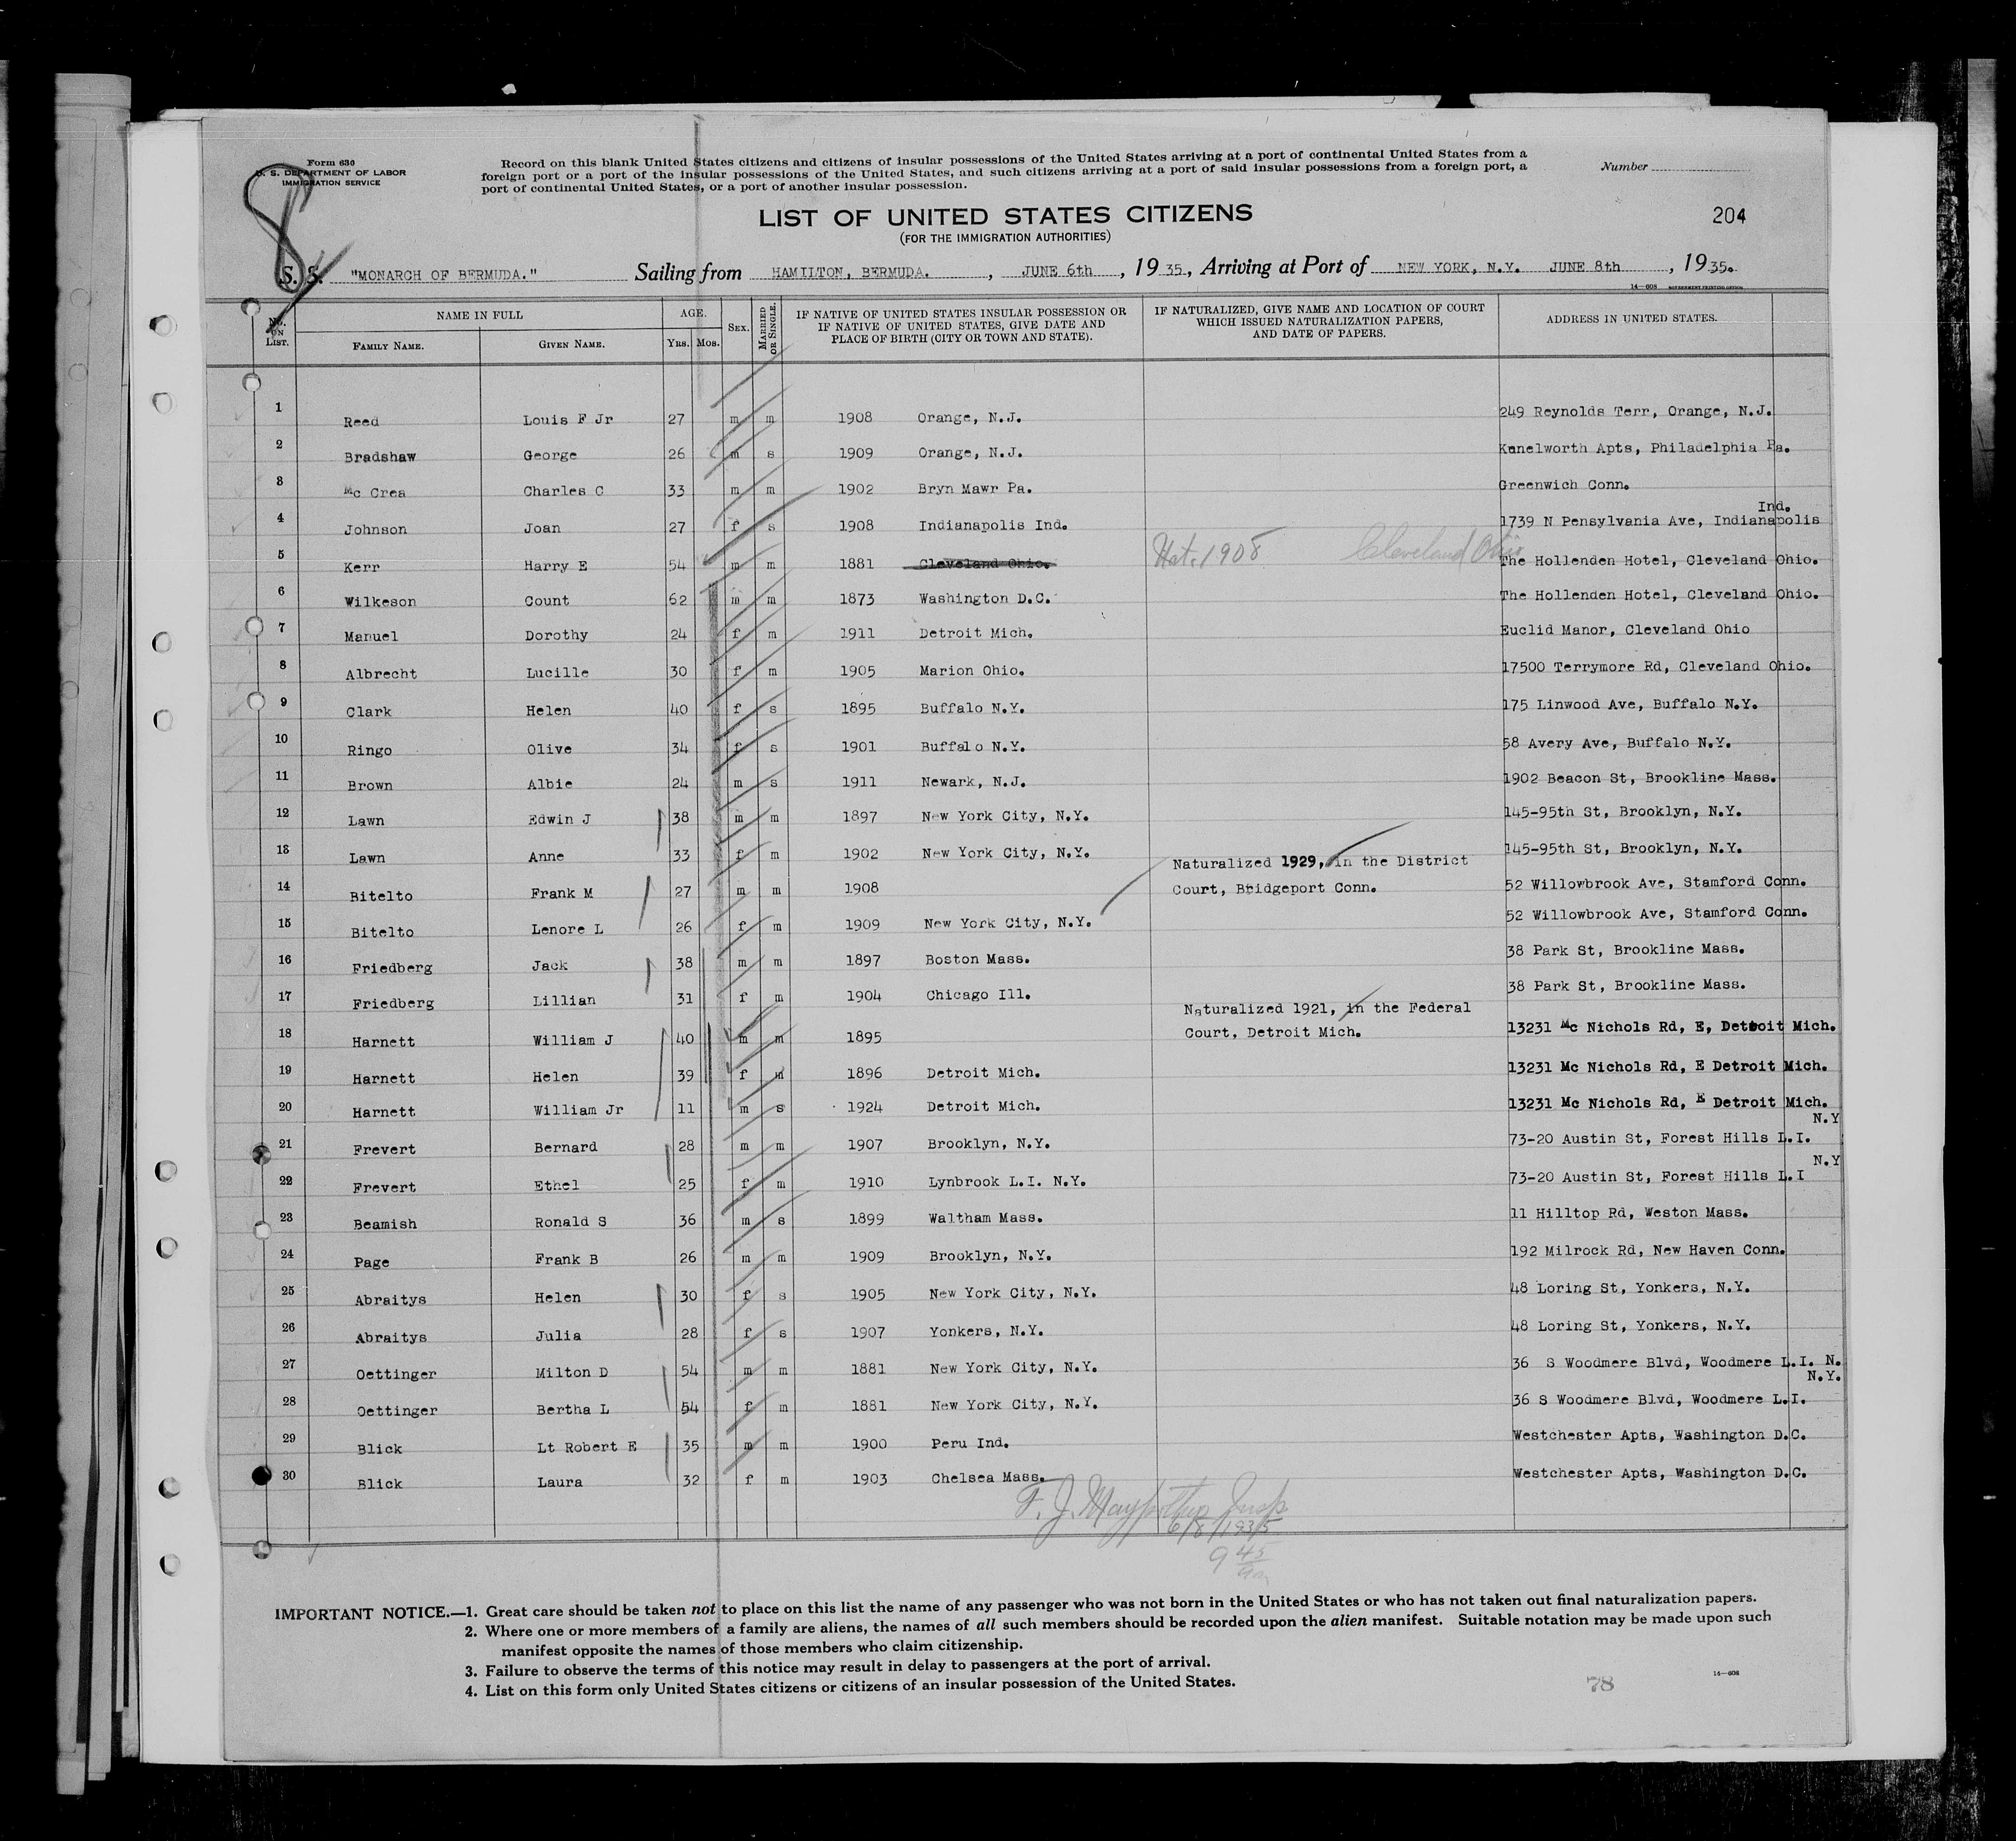 Form 630
U. S. DEPARTMENT OF LABOR
IMMIGRATION SERVICE
Record on this blank United States citizens and citizens of insular possessions of the United States arriving at a port of continental United States from a
foreign port or a port of the insular possessions of the United States, and such citizens arriving at a port of said insular possessions from a foreign port, a
port of continental United States, or a port of another insular possession.
Number
LIST OF UNITED STATES CITIZENS
(FOR THE IMMIGRATION AUTHORITIES)
204
S. S. "MONARCH OF BERMUDA." Sailing from HAMILTON, BERMUDA. , JUNE 6th , 1935., Arriving at Port of NEW YORK, N.Y. JUNE 8th , 1935.
14—608 GOVERNMENT PRINTING OFFICE
No. ON LIST. NAME IN FULL FAMILY NAME. GIVEN NAME. AGE. YRS. MOS. SEX. MARRIED OR SINGLE. IF NATIVE OF UNITED STATES INSULAR POSSESSION OR IF NATIVE OF UNITED STATES, GIVE DATE AND PLACE OF BIRTH (CITY OR TOWN AND STATE). IF NATURALIZED, GIVE NAME AND LOCATION OF COURT WHICH ISSUED NATURALIZATION PAPERS, AND DATE OF PAPERS. ADDRESS IN UNITED STATES.
1 Reed Louis F Jr 27 m m 1908 Orange, N.J. 249 Reynolds Terr, Orange, N.J.
2 Bradshaw George 26 m s 1909 Orange, N.J. Kenelworth Apts, Philadelphia Pa.
3 Mc Crea Charles C 33 m m 1902 Bryn Mawr Pa. Greenwich Conn.
4 Johnson Joan 27 f s 1908 Indianapolis Ind. 1739 N Pensylvania Ave, Indianapolis Ind.
5 Kerr Harry E 54 m m 1881 Cleveland Ohio. Nat. 1908 Cleveland Ohio The Hollenden Hotel, Cleveland Ohio.
6 Wilkeson Count 62 m m 1873 Washington D.C. The Hollenden Hotel, Cleveland Ohio.
7 Manuel Dorothy 24 f m 1911 Detroit Mich. Euclid Manor, Cleveland Ohio
8 Albrecht Lucille 30 f m 1905 Marion Ohio. 17500 Terrymore Rd, Cleveland Ohio.
9 Clark Helen 40 f s 1895 Buffalo N.Y. 175 Linwood Ave, Buffalo N.Y.
10 Ringo Olive 34 f s 1901 Buffalo N.Y. 58 Avery Ave, Buffalo N.Y.
11 Brown Albie 24 m s 1911 Newark, N.J. 1902 Beacon St, Brookline Mass.
12 Lawn Edwin J 38 m m 1897 New York City, N.Y. 145-95th St, Brooklyn, N.Y.
13 Lawn Anne 33 f m 1902 New York City, N.Y. 145-95th St, Brooklyn, N.Y.
14 Bitelto Frank M 27 m m 1908 Naturalized 1929, in the District Court, Bridgeport Conn. 52 Willowbrook Ave, Stamford Conn.
15 Bitelto Lenore L 26 f m 1909 New York City, N.Y. 52 Willowbrook Ave, Stamford Conn.
16 Friedberg Jack 38 m m 1897 Boston Mass. 38 Park St, Brookline Mass.
17 Friedberg Lillian 31 f m 1904 Chicago Ill. 38 Park St, Brookline Mass.
18 Harnett William J 40 m m 1895 Naturalized 1921, in the Federal Court, Detroit Mich. 13231 Mc Nichols Rd, E, Detroit Mich.
19 Harnett Helen 39 f m 1896 Detroit Mich. 13231 Mc Nichols Rd, E Detroit Mich.
20 Harnett William Jr 11 m s 1924 Detroit Mich. 13231 Mc Nichols Rd, E Detroit Mich.
21 Frevert Bernard 28 m m 1907 Brooklyn, N.Y. 73-20 Austin St, Forest Hills L.I. N.Y
22 Frevert Ethel 25 f m 1910 Lynbrook L.I. N.Y. 73-20 Austin St, Forest Hills L.I N.Y
23 Beamish Ronald S 36 m s 1899 Waltham Mass. 11 Hilltop Rd, Weston Mass.
24 Page Frank B 26 m m 1909 Brooklyn, N.Y. 192 Milrock Rd, New Haven Conn.
25 Abraitys Helen 30 f s 1905 New York City, N.Y. 48 Loring St, Yonkers, N.Y.
26 Abraitys Julia 28 f s 1907 Yonkers, N.Y. 48 Loring St, Yonkers, N.Y.
27 Oettinger Milton D 54 m m 1881 New York City, N.Y. 36 S Woodmere Blvd, Woodmere L.I. N.
28 Oettinger Bertha L 54 f m 1881 New York City, N.Y. 36 S Woodmere Blvd, Woodmere L.I. N.Y.
29 Blick Lt Robert E 35 m m 1900 Peru Ind. Westchester Apts, Washington D.C.
30 Blick Laura 32 f m 1903 Chelsea Mass. Westchester Apts, Washington D.C.
F. J. Insp
6/8/1935
9 45 am
IMPORTANT NOTICE.—1. Great care should be taken not to place on this list the name of any passenger who was not born in the United States or who has not taken out final naturalization papers.
2. Where one or more members of a family are aliens, the names of all such members should be recorded upon the alien manifest. Suitable notation may be made upon such
manifest opposite the names of those members who claim citizenship.
3. Failure to observe the terms of this notice may result in delay to passengers at the port of arrival.
4. List on this form only United States citizens or citizens of an insular possession of the United States.
78
14—608